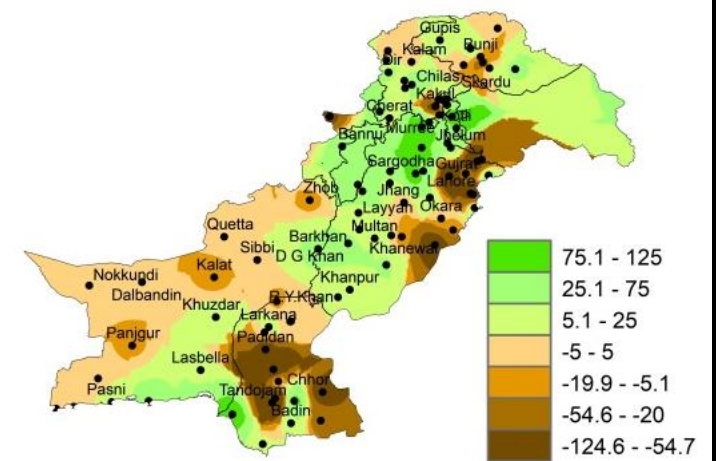 Gupis
Kalam
Bunji
Dir
Chilas
Skardu
Kakul
Cherat
Kotli
Murree
Bannu
Jhelum
Sargodha
Gujrat
Zhob
Jhang
Lahore
Layyah
Okara
Quetta
Multan
Barkhan
Sibbi
D G Khan
Khanewal
Nokkundi
Kalat
Khanpur
Dalbandin
R.Y.Khan
Khuzdar
Larkana
Panjgur
Padidan
Lasbella
Chhor
Pasni
Tandojam
Badin
75.1 - 125
25.1 - 75
5.1 - 25
-5 - 5
-19.9 - -5.1
-54.6 - -20
-124.6 - -54.7